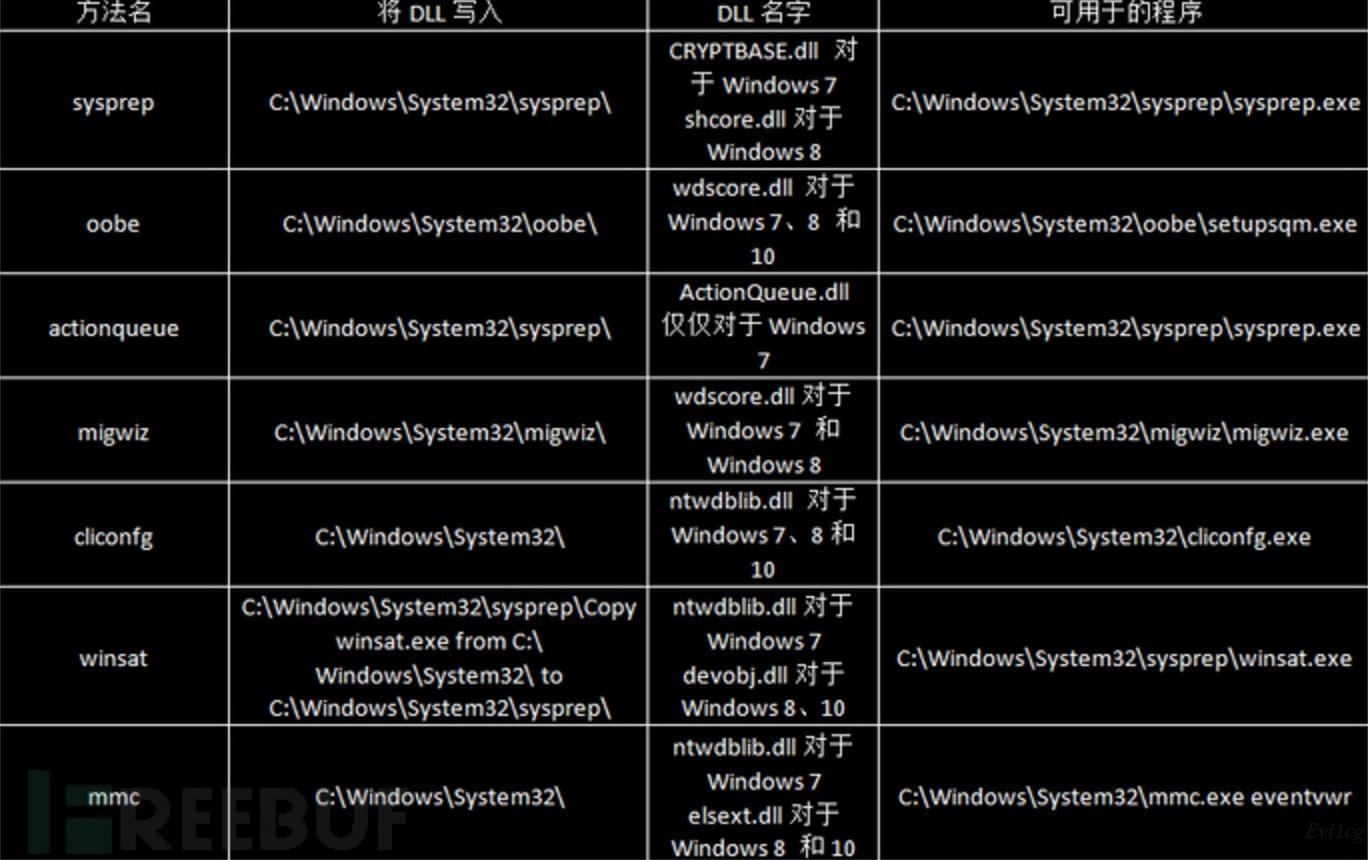 方法名
将 DLL 写入
DLL 名字
可用于的程序
sysprep
C:\Windows\System32\sysprep\
CRYPTBASE.dll 对
于 Windows 7
shcore.dll 对于
Windows 8
C:\Windows\System32\sysprep\sysprep.exe
oobe
C:\Windows\System32\oobe\
wdscore.dll 对于
Windows 7、8 和
10
C:\Windows\System32\oobe\setupsqm.exe
actionqueue
C:\Windows\System32\sysprep\
ActionQueue.dll
仅仅对于 Windows
7
C:\Windows\System32\sysprep\sysprep.exe
migwiz
C:\Windows\System32\migwiz\
wdscore.dll 对于
Windows 7 和
Windows 8
C:\Windows\System32\migwiz\migwiz.exe
cliconfg
C:\Windows\System32\
ntwdblib.dll 对于
Windows 7、8 和
10
C:\Windows\System32\cliconfg.exe
winsat
C:\Windows\System32\sysprep\Copy
winsat.exe from C:\
Windows\System32\ to
C:\Windows\System32\sysprep\
ntwdblib.dll 对于
Windows 7
devobj.dll 对于
Windows 8、10
C:\Windows\System32\sysprep\winsat.exe
mmc
C:\Windows\System32\
ntwdblib.dll 对于
Windows 7
elsext.dll 对于
Windows 8 和 10
C:\Windows\System32\mmc.exe eventvwr
FREEBUF
Evi1cg